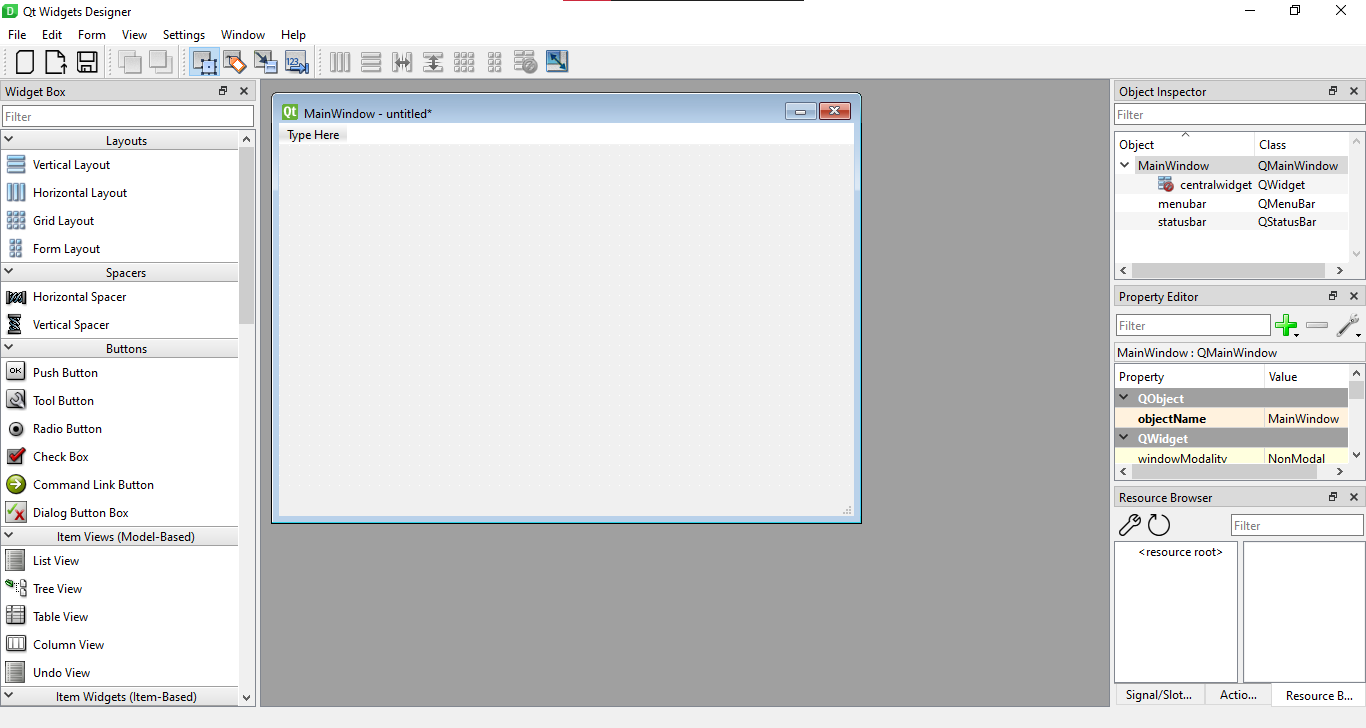 Qt Widgets Designer
File Edit Form View Settings Window Help
Widget Box
Filter
Layouts
Vertical Layout
Horizontal Layout
Grid Layout
Form Layout
Spacers
Horizontal Spacer
Vertical Spacer
Buttons
OK Push Button
Tool Button
Radio Button
Check Box
Command Link Button
Dialog Button Box
Item Views (Model-Based)
List View
Tree View
Table View
Column View
Undo View
Item Widgets (Item-Based)
Qt MainWindow - untitled*
Type Here
Object Inspector
Filter
Object Class
MainWindow QMainWindow
centralwidget QWidget
menubar QMenuBar
statusbar QStatusBar
Property Editor
Filter
MainWindow : QMainWindow
Property Value
QObject
objectName MainWindow
QWidget
windowModality NonModal
Resource Browser
Filter
<resource root>
Signal/Slot... Actio... Resource B...